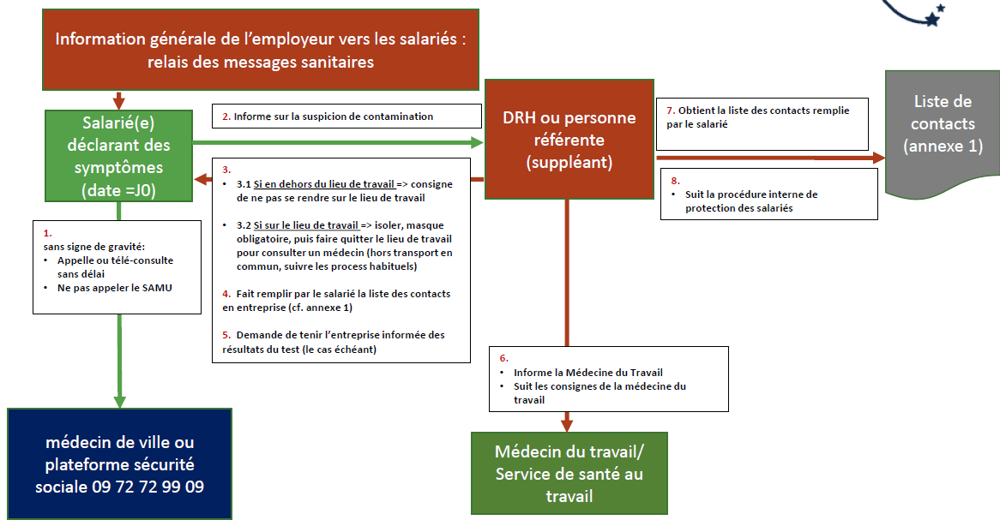 Information générale de l'employeur vers les salariés :
relais des messages sanitaires
Salarié(e)
déclarant des
symptômes
(date =J0)
2. Informe sur la suspicion de contamination
DRH ou personne
référente
(suppléant)
7. Obtient la liste des contacts remplie
par le salarié
Liste de
contacts
(annexe 1)
8.
• Suit la procédure interne de
protection des salariés
3.
• 3.1 Si en dehors du lieu de travail => consigne
de ne pas se rendre sur le lieu de travail
• 3.2 Si sur le lieu de travail => isoler, masque
obligatoire, puis faire quitter le lieu de travail
pour consulter un médecin (hors transport en
commun, suivre les process habituels)
4. Fait remplir par le salarié la liste des contacts
en entreprise (cf. annexe 1)
5. Demande de tenir l'entreprise informée des
résultats du test (le cas échéant)
1.
sans signe de gravité:
• Appelle ou télé-consulte
sans délai
• Ne pas appeler le SAMU
6.
• Informe la Médecine du Travail
• Suit les consignes de la médecine du
travail
médecin de ville ou
plateforme sécurité
sociale 09 72 72 99 09
Médecin du travail/
Service de santé au
travail